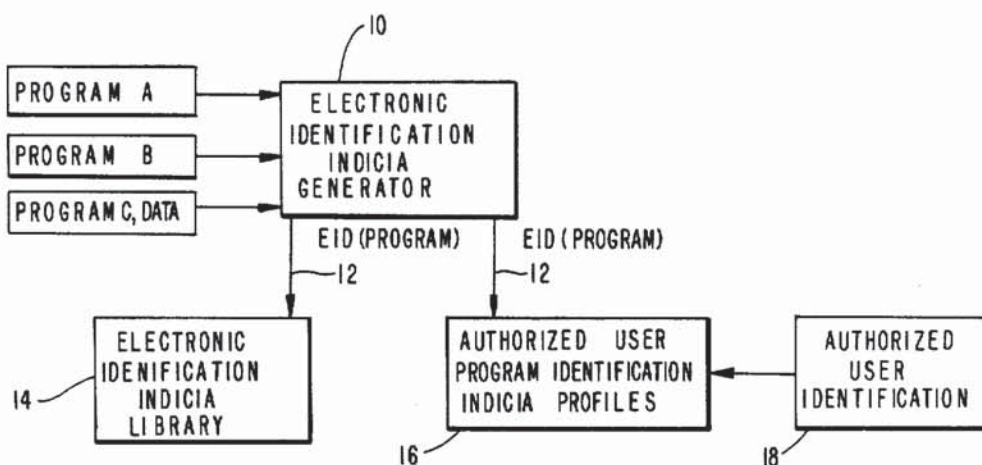 10
PROGRAM A
PROGRAM B
PROGRAM C, DATA
ELECTRONIC
IDENTIFICATION
INDICIA
GENERATOR
EID (PROGRAM)
EID (PROGRAM)
12
12
ELECTRONIC
IDENIFICATION
INDICIA
LIBRARY
14
AUTHORIZED USER
PROGRAM IDENTIFICATION
INDICIA PROFILES
16
AUTHORIZED
USER
IDENTIFICATION
18